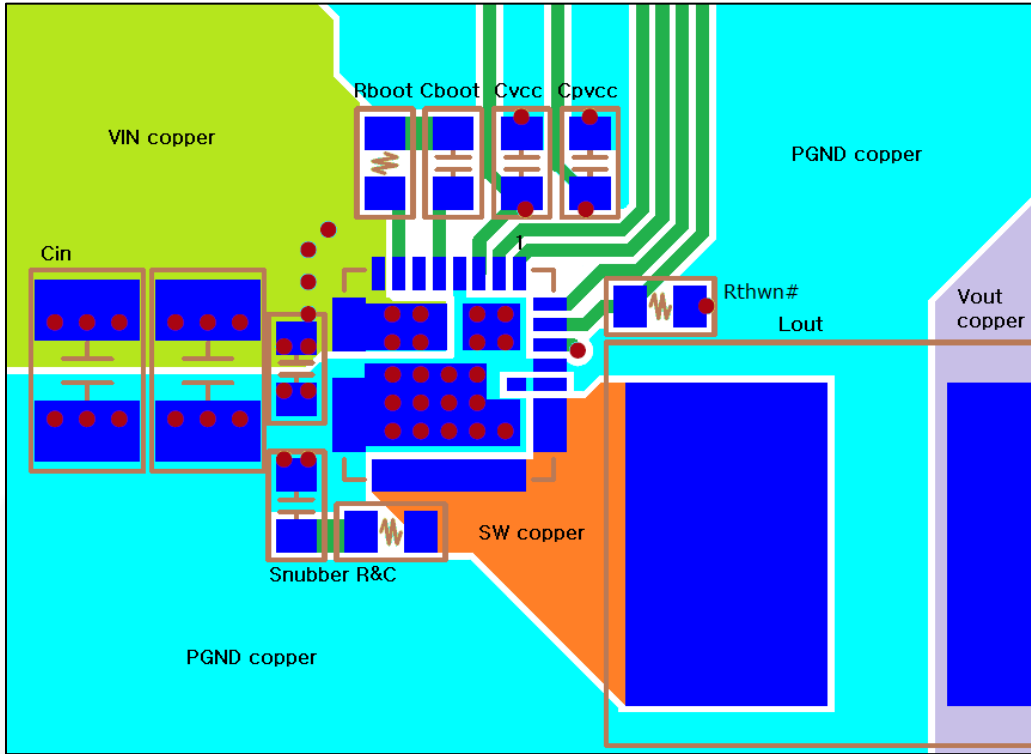 Rboot Cboot Cvcc Cpvcc
VIN copper
PGND copper
Cin
1
Rthwn#
Vout
copper
Lout
SW copper
Snubber R&C
PGND copper